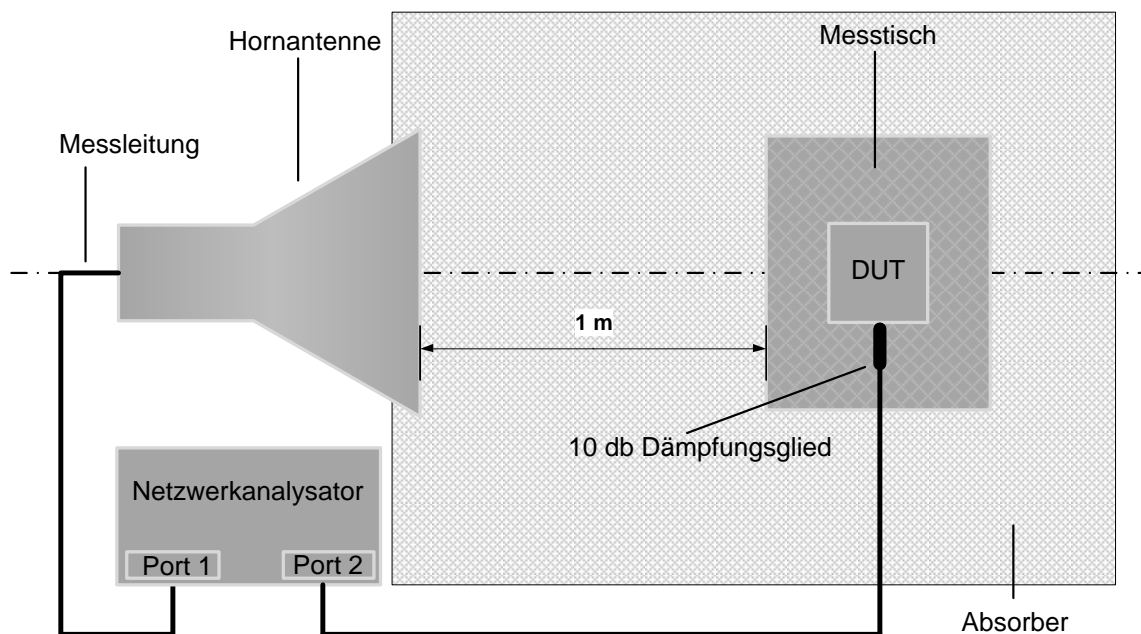 Hornantenne
Messtisch
Messleitung
DUT
1 m
10 db Dämpfungsglied
Netzwerkanalysator
Port 1
Port 2
Absorber